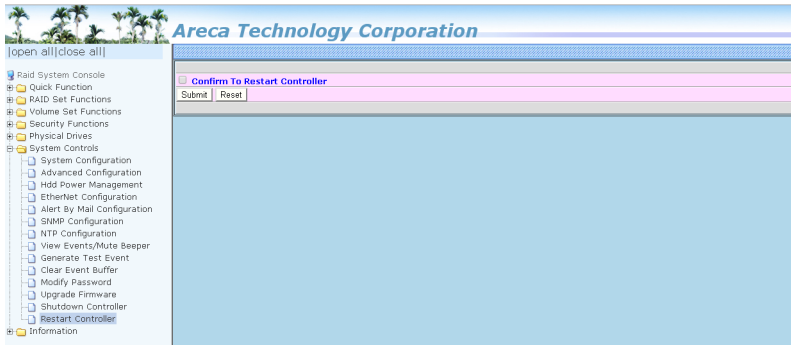 Areca Technology Corporation
|open all|close all|
Raid System Console
Quick Function
RAID Set Functions
Volume Set Functions
Security Functions
Physical Drives
System Controls
System Configuration
Advanced Configuration
Hdd Power Management
EtherNet Configuration
Alert By Mail Configuration
SNMP Configuration
NTP Configuration
View Events/Mute Beeper
Generate Test Event
Clear Event Buffer
Modify Password
Upgrade Firmware
Shutdown Controller
Restart Controller
Information
Confirm To Restart Controller
Submit Reset